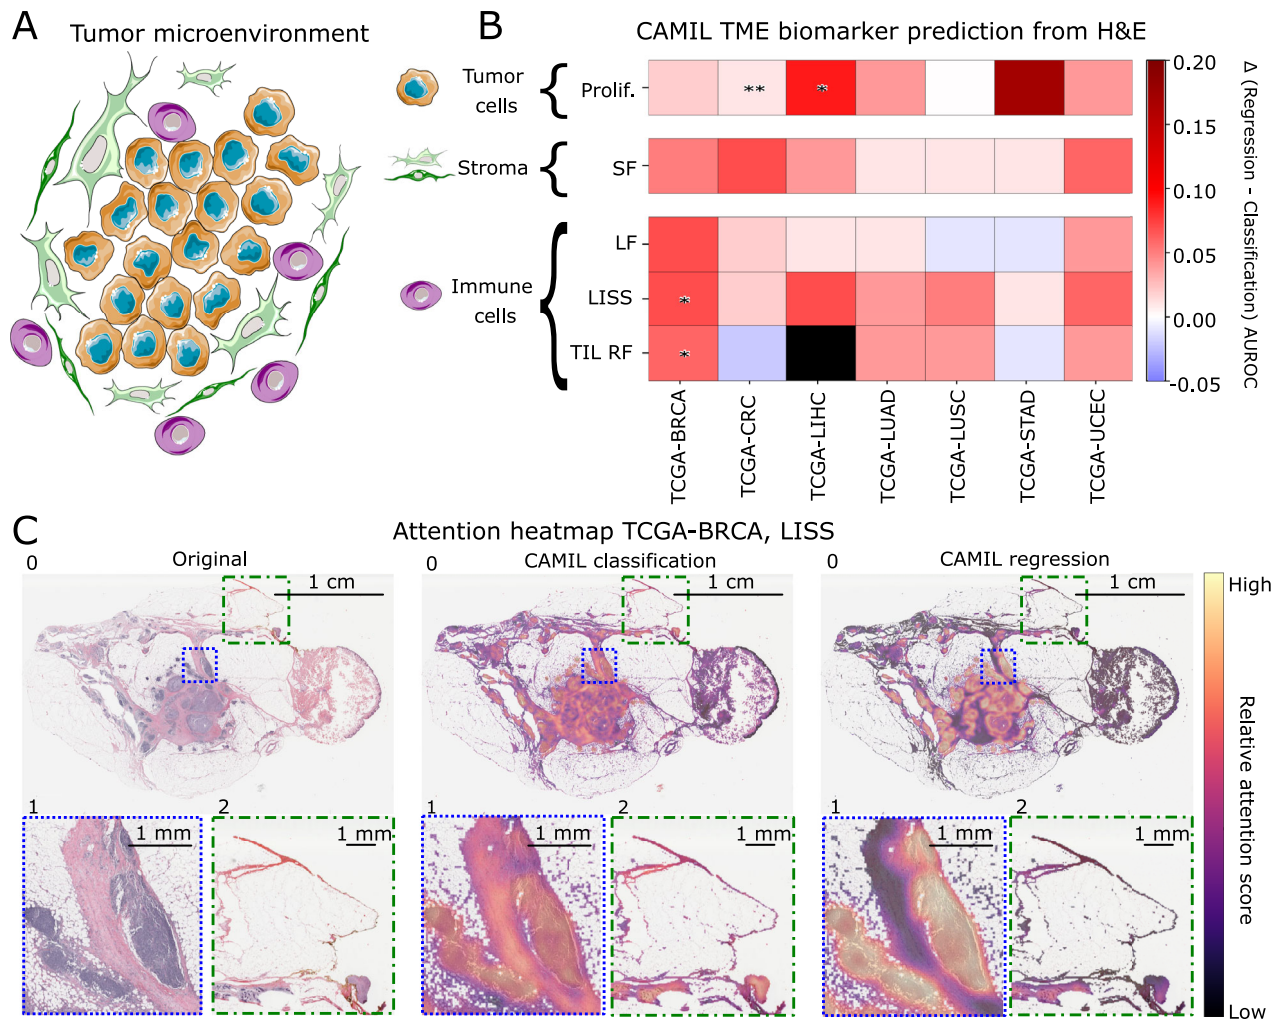 A
Tumor microenvironment
B
CAMIL TME biomarker prediction from H&E
Tumor
cells
Stroma
Immune
cells
Prolif.
SF
LF
LISS
TIL RF
**
*
*
*
TCGA-BRCA
TCGA-CRC
TCGA-LIHC
TCGA-LUAD
TCGA-LUSC
TCGA-STAD
TCGA-UCEC
0.20
0.15
0.10
0.05
0.00
-0.05
Δ (Regression - Classification) AUROC
C
Attention heatmap TCGA-BRCA, LISS
0
Original
1 cm
0
CAMIL classification
1 cm
0
CAMIL regression
1 cm
1
1 mm
2
1 mm
1
1 mm
2
1 mm
1
1 mm
2
1 mm
High
Relative attention score
Low